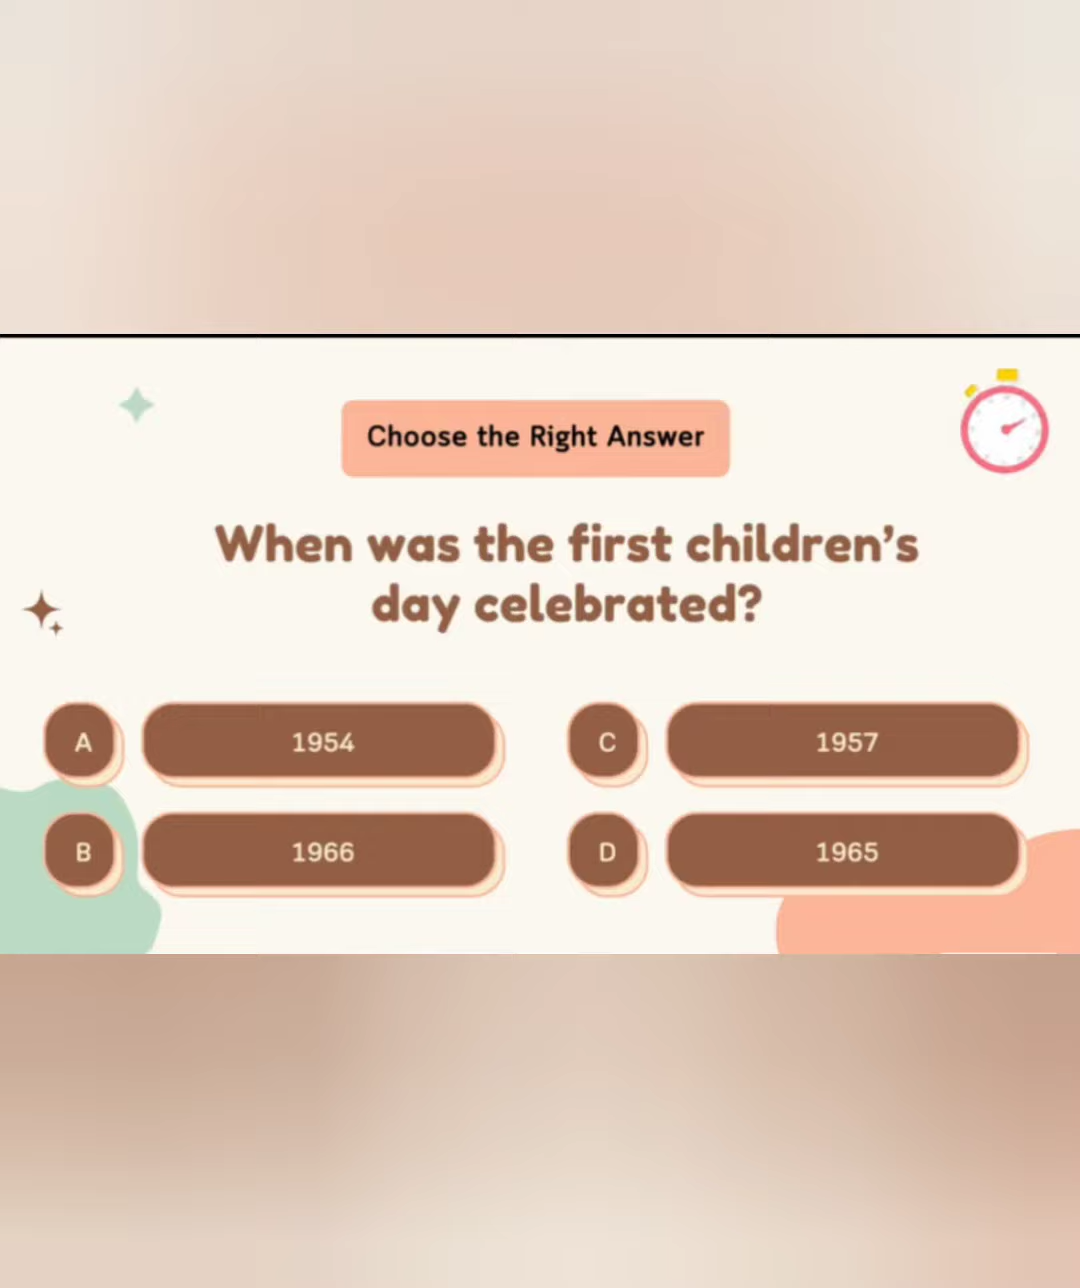 Choose the Right Answer
When was the first children’s
day celebrated?
A 1954
C 1957
B 1966
D 1965